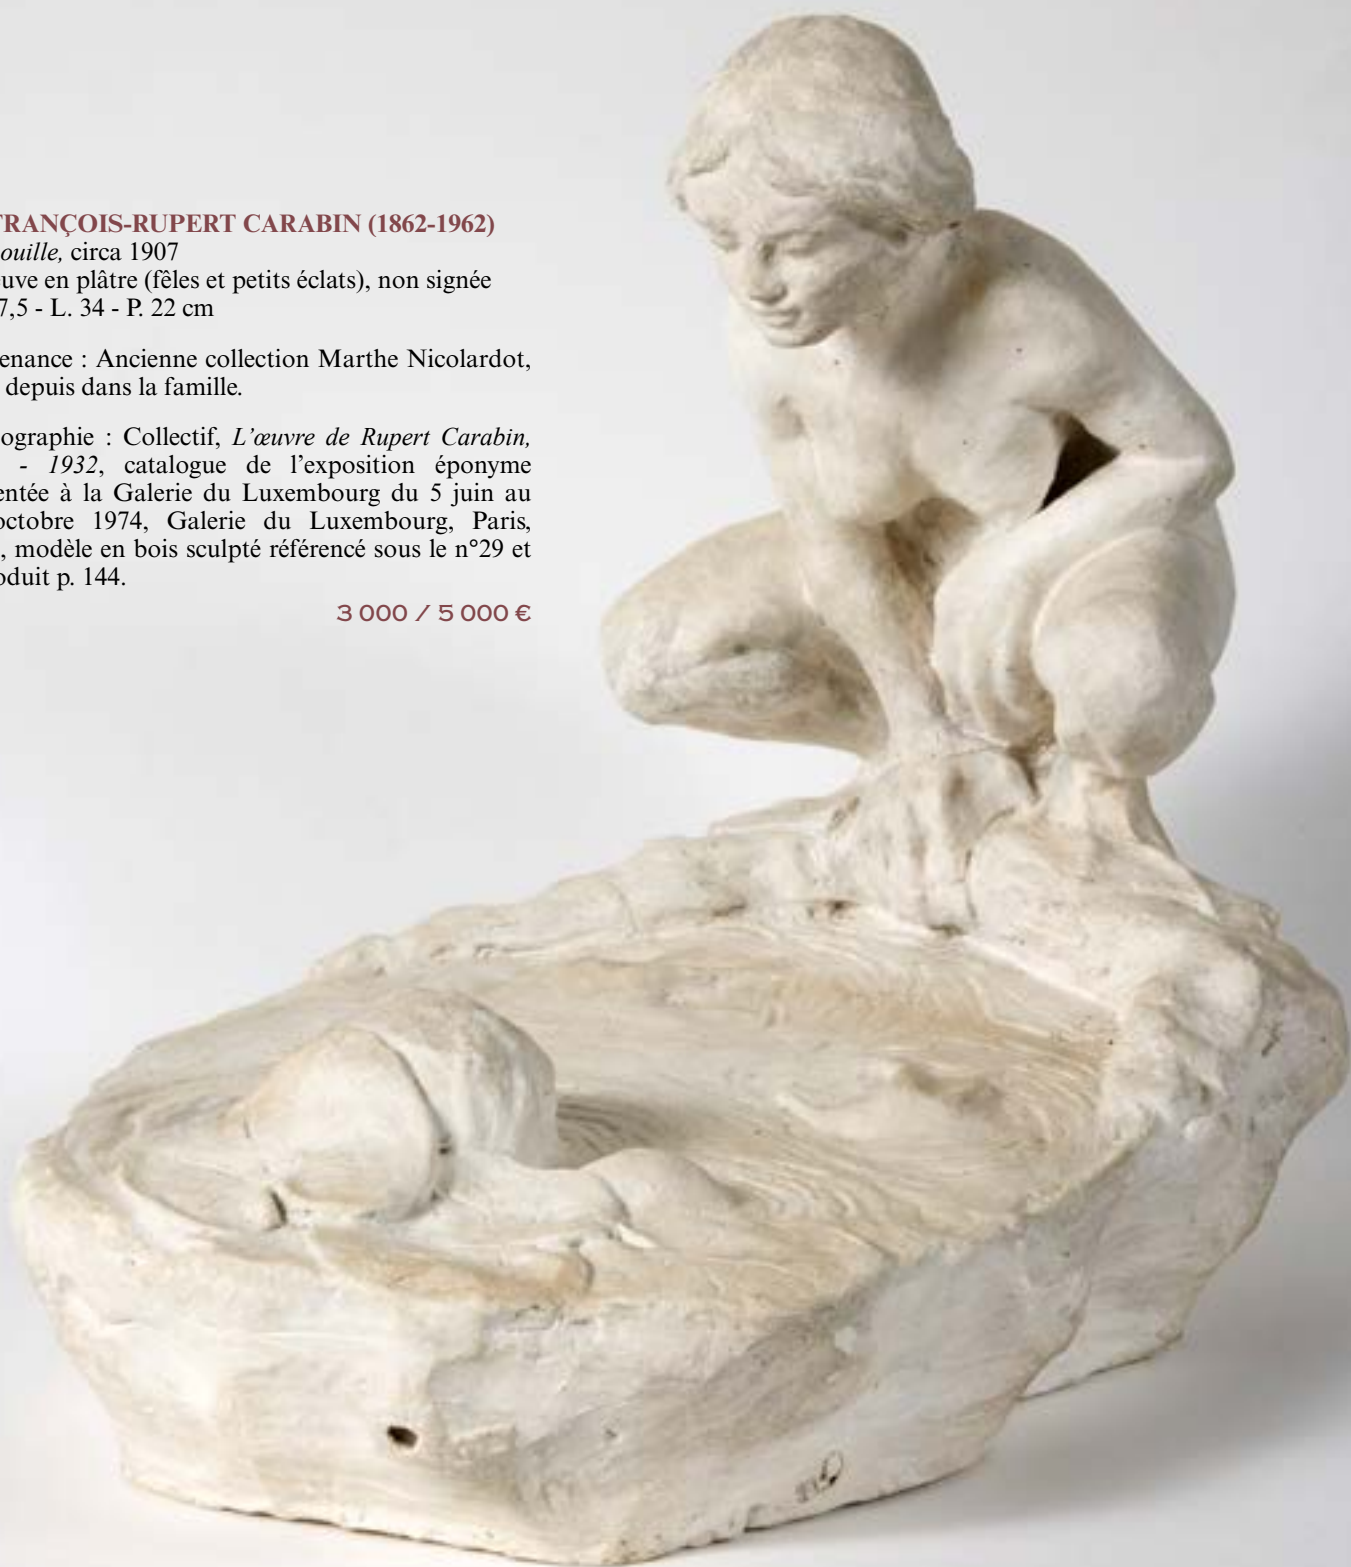 FRANÇOIS-RUPERT CARABIN (1862-1962)
ouille, circa 1907
uve en plâtre (fêles et petits éclats), non signée
7,5 - L. 34 - P. 22 cm
enance : Ancienne collection Marthe Nicolardot,
depuis dans la famille.
ographie : Collectif, L’œuvre de Rupert Carabin,
- 1932, catalogue de l’exposition éponyme
entée à la Galerie du Luxembourg du 5 juin au
octobre 1974, Galerie du Luxembourg, Paris,
, modèle en bois sculpté référencé sous le n°29 et
oduit p. 144.
3 000 / 5 000 €